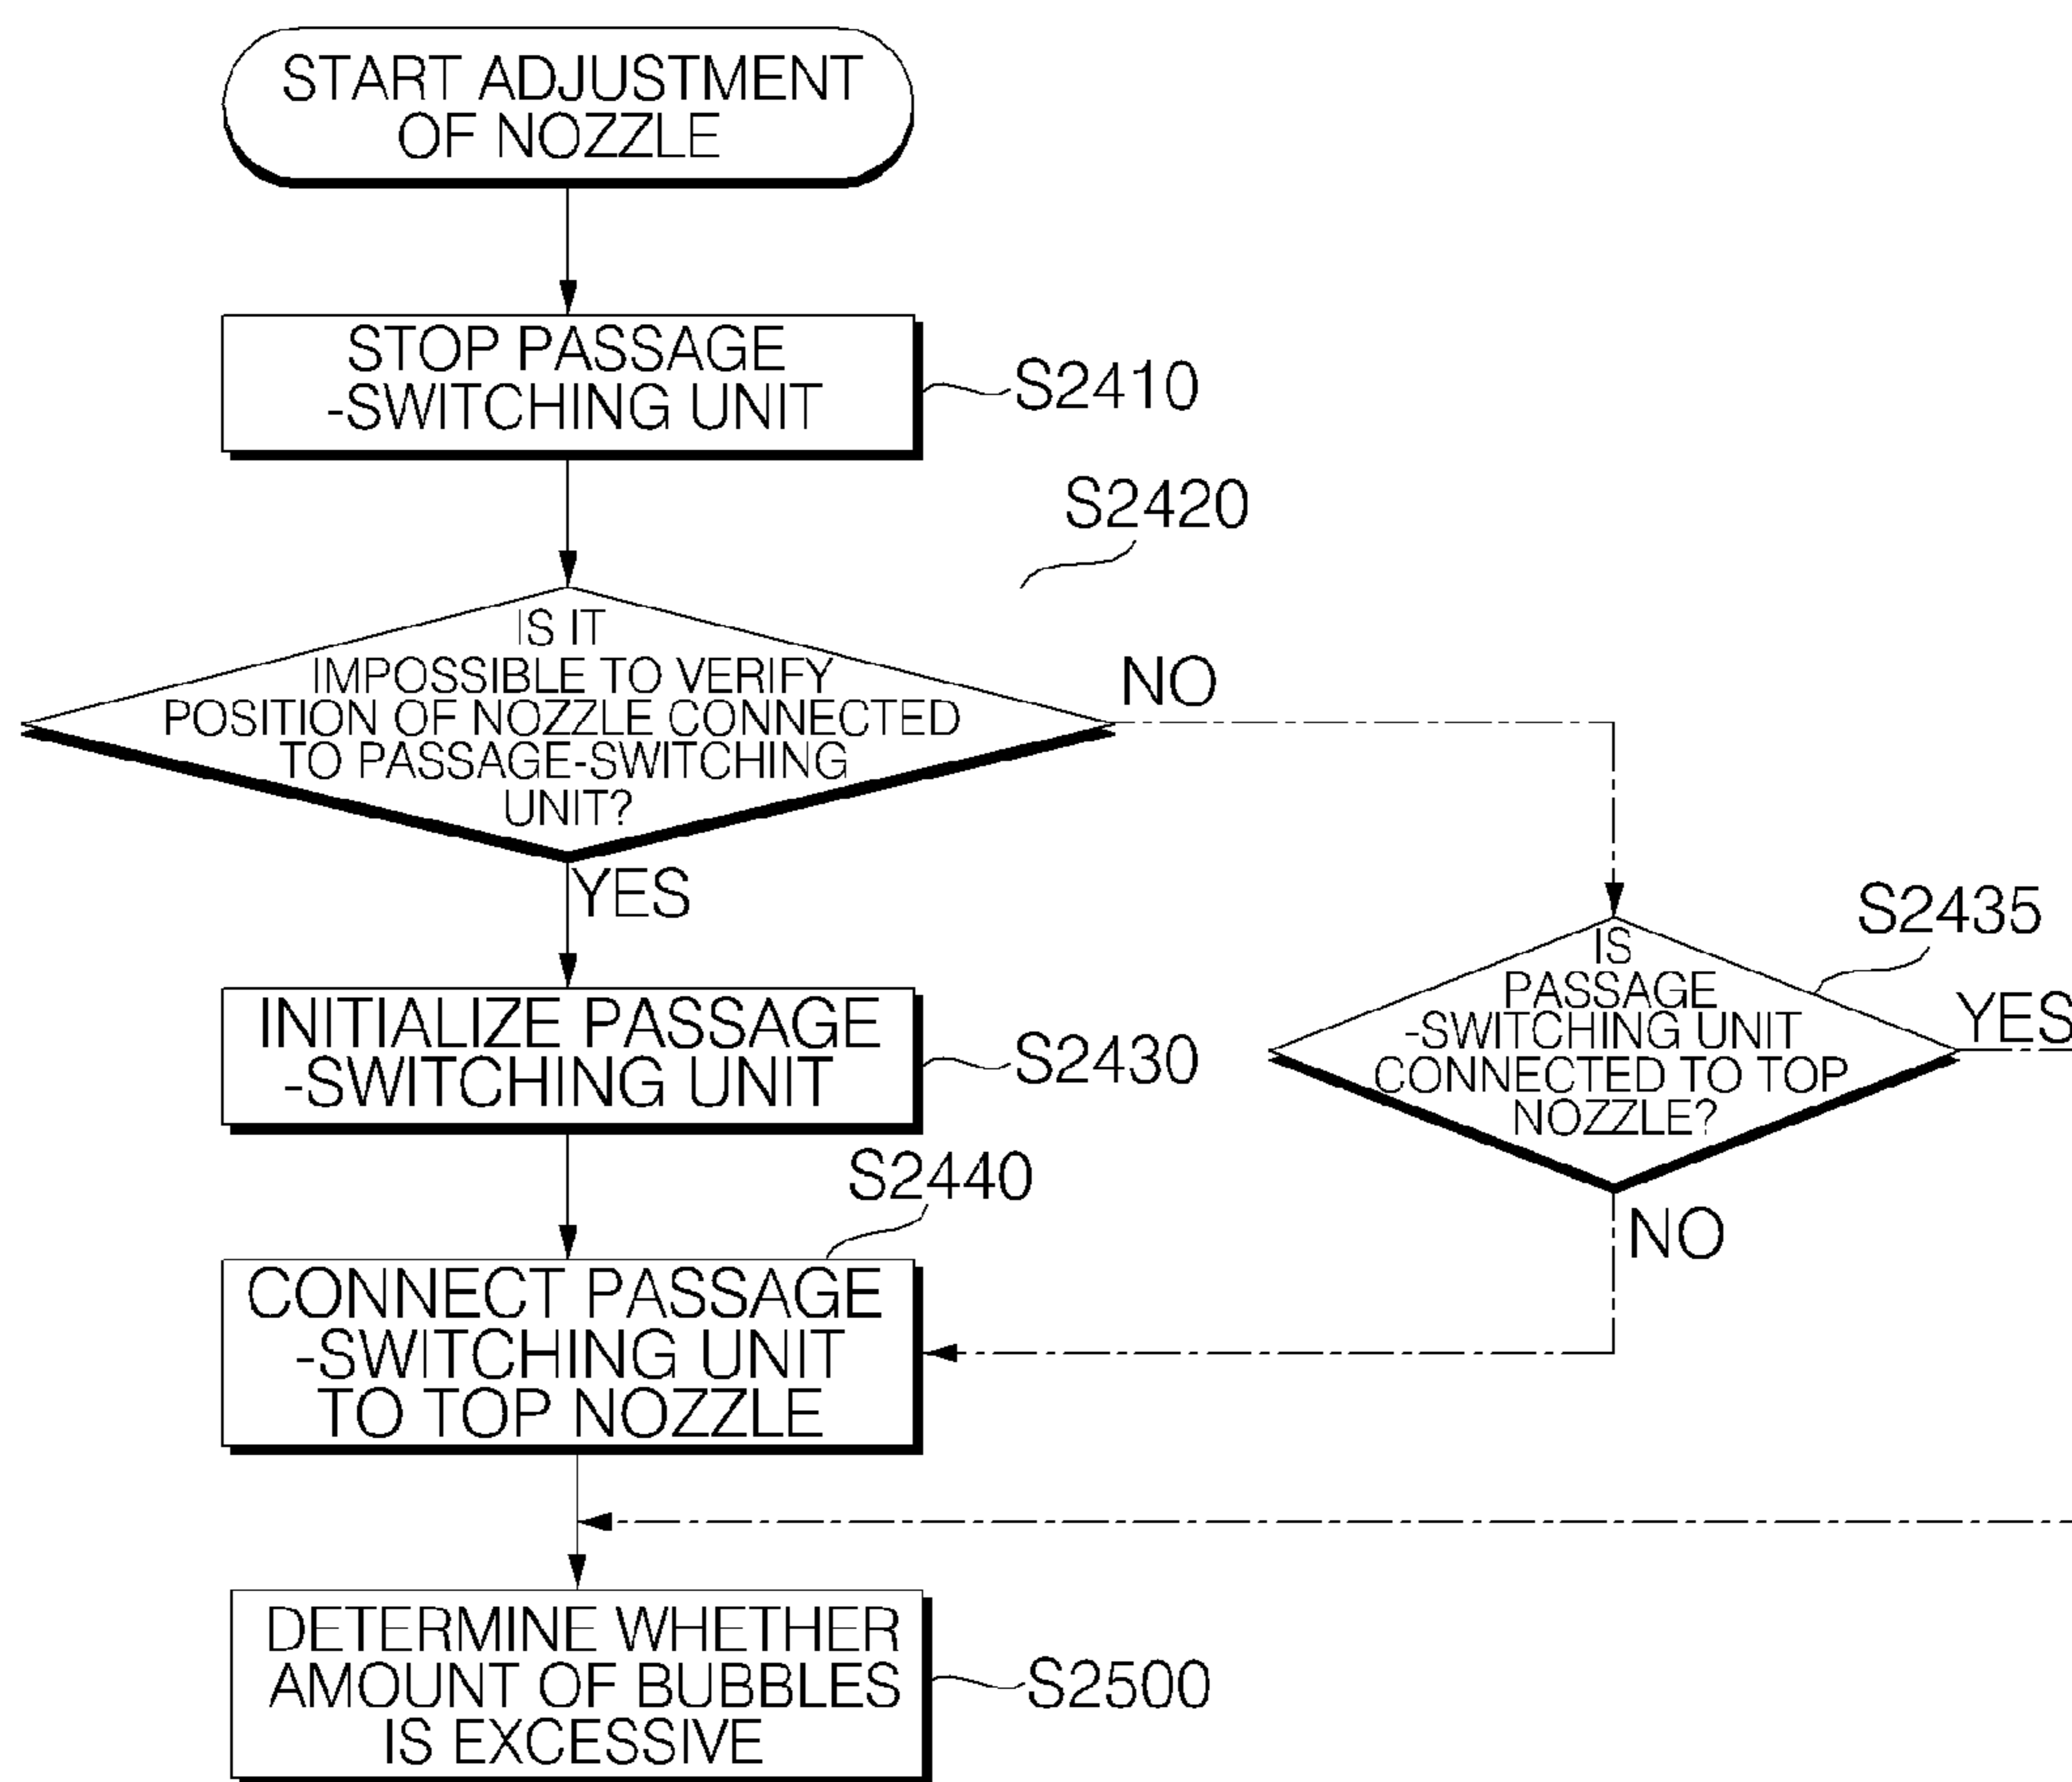 START ADJUSTMENT
OF NOZZLE
STOP PASSAGE
-SWITCHING UNIT
S2410
S2420
IS IT
IMPOSSIBLE TO VERIFY
POSITION OF NOZZLE CONNECTED
TO PASSAGE-SWITCHING
UNIT?
NO
YES
S2435
IS
PASSAGE
-SWITCHING UNIT
CONNECTED TO TOP
NOZZLE?
YES
NO
INITIALIZE PASSAGE
-SWITCHING UNIT
S2430
S2440
CONNECT PASSAGE
-SWITCHING UNIT
TO TOP NOZZLE
DETERMINE WHETHER
AMOUNT OF BUBBLES
IS EXCESSIVE
S2500